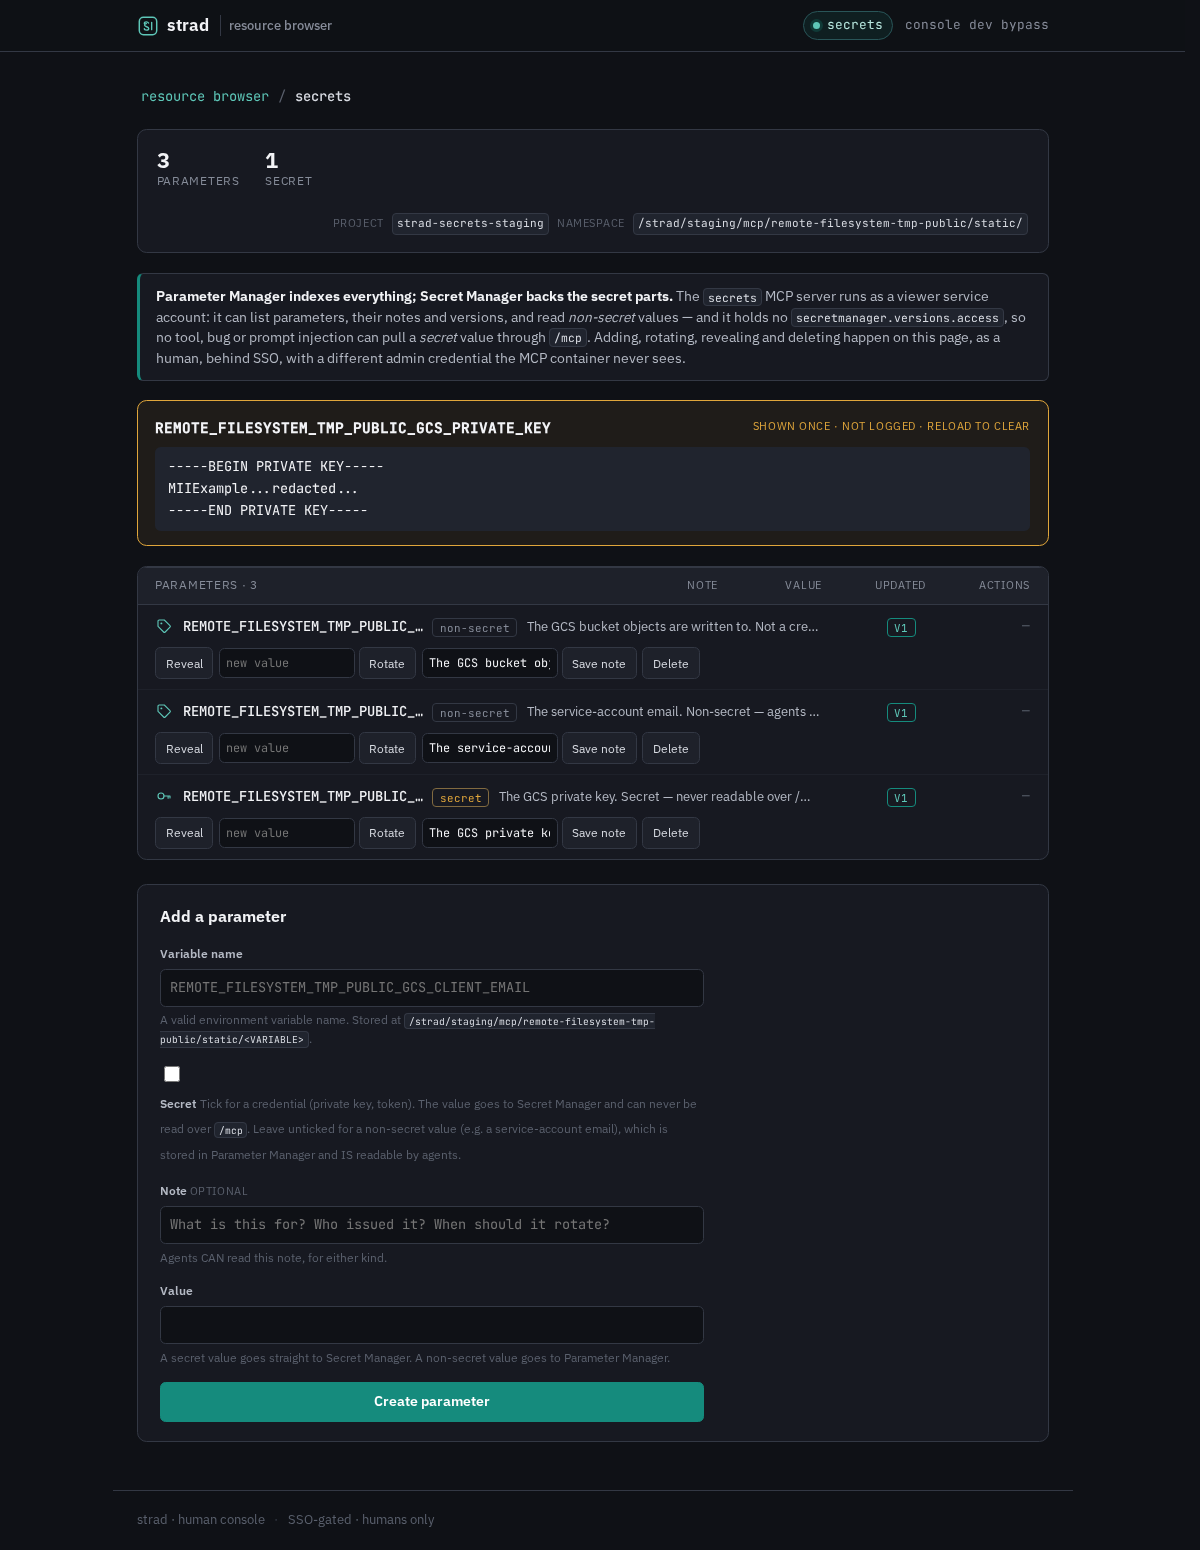 strad resource browser secrets console dev bypass
resource browser / secrets
3 1
PARAMETERS SECRET
PROJECT strad-secrets-staging NAMESPACE /strad/staging/mcp/remote-filesystem-tmp-public/static/
Parameter Manager indexes everything; Secret Manager backs the secret parts. The secrets MCP server runs as a viewer service
account: it can list parameters, their notes and versions, and read non-secret values — and it holds no secretmanager.versions.access, so
no tool, bug or prompt injection can pull a secret value through /mcp. Adding, rotating, revealing and deleting happen on this page, as a
human, behind SSO, with a different admin credential the MCP container never sees.
REMOTE_FILESYSTEM_TMP_PUBLIC_GCS_PRIVATE_KEY SHOWN ONCE · NOT LOGGED · RELOAD TO CLEAR
-----BEGIN PRIVATE KEY-----
MIIExample...redacted...
-----END PRIVATE KEY-----
PARAMETERS · 3 NOTE VALUE UPDATED ACTIONS
REMOTE_FILESYSTEM_TMP_PUBLIC_… non-secret The GCS bucket objects are written to. Not a cre… V1 —
Reveal new value Rotate The GCS bucket obj Save note Delete
REMOTE_FILESYSTEM_TMP_PUBLIC_… non-secret The service-account email. Non-secret — agents … V1 —
Reveal new value Rotate The service-accoun Save note Delete
REMOTE_FILESYSTEM_TMP_PUBLIC_… secret The GCS private key. Secret — never readable over /… V1 —
Reveal new value Rotate The GCS private ke Save note Delete
Add a parameter
Variable name
REMOTE_FILESYSTEM_TMP_PUBLIC_GCS_CLIENT_EMAIL
A valid environment variable name. Stored at /strad/staging/mcp/remote-filesystem-tmp-
public/static/<VARIABLE>.
Secret Tick for a credential (private key, token). The value goes to Secret Manager and can never be
read over /mcp. Leave unticked for a non-secret value (e.g. a service-account email), which is
stored in Parameter Manager and IS readable by agents.
Note OPTIONAL
What is this for? Who issued it? When should it rotate?
Agents CAN read this note, for either kind.
Value
A secret value goes straight to Secret Manager. A non-secret value goes to Parameter Manager.
Create parameter
strad · human console · SSO-gated · humans only